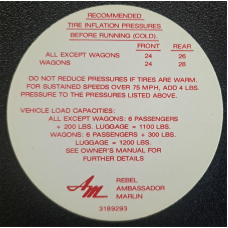 RECOMMENDED
TIRE INFLATION PRESSURES
BEFORE RUNNING (COLD).
FRONT REAR
ALL EXCEPT WAGONS 24 26
WAGONS 24 28
DO NOT REDUCE PRESSURES IF TIRES ARE WARM.
FOR SUSTAINED SPEEDS OVER 75 MPH, ADD 4 LBS.
PRESSURE TO THE PRESSURES LISTED ABOVE.
VEHICLE LOAD CAPACITIES:
ALL EXCEPT WAGONS: 6 PASSENGERS
+ 200 LBS. LUGGAGE = 1100 LBS.
WAGONS: 6 PASSENGERS + 300 LBS.
LUGGAGE = 1200 LBS.
SEE OWNER'S MANUAL FOR
FURTHER DETAILS
AM REBEL
AMBASSADOR
MARLIN
3189293